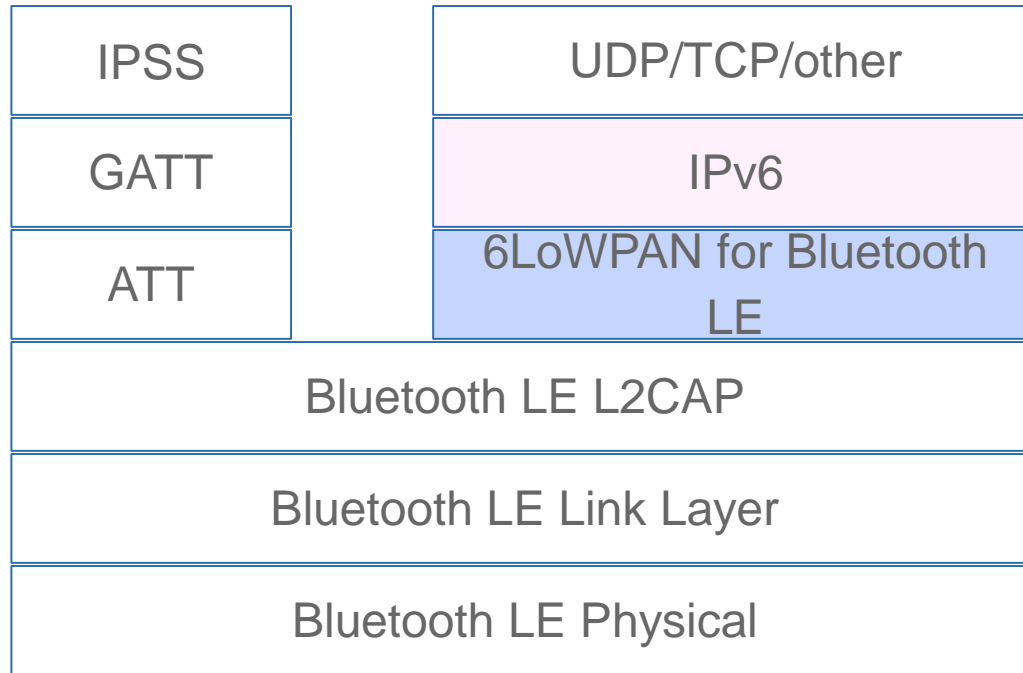 IPSS
UDP/TCP/other
GATT
IPv6
ATT
6LoWPAN for Bluetooth
LE
Bluetooth LE L2CAP
Bluetooth LE Link Layer
Bluetooth LE Physical